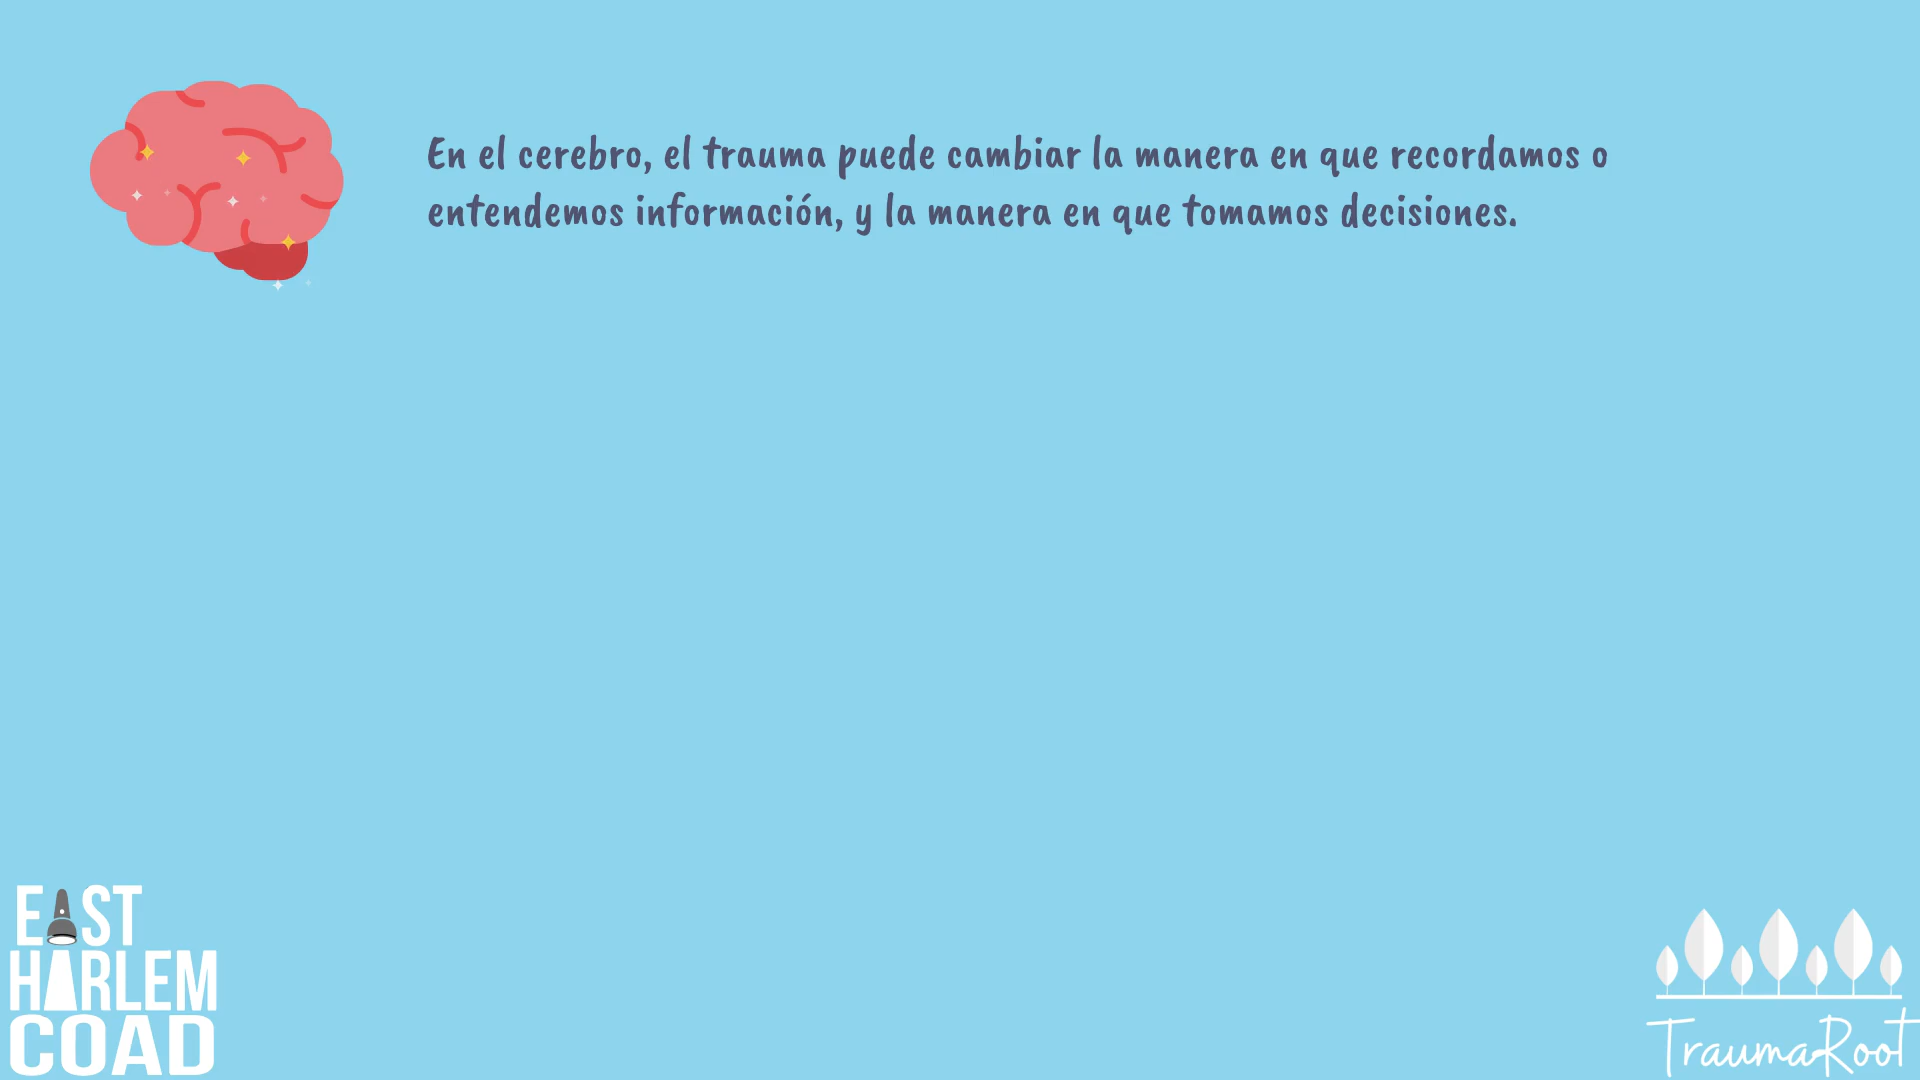 En el cerebro, el trauma puede cambiar la manera en que recordamos o
entendemos información, y la manera en que tomamos decisiones.
EAST
HARLEM
COAD
TraumaRoot